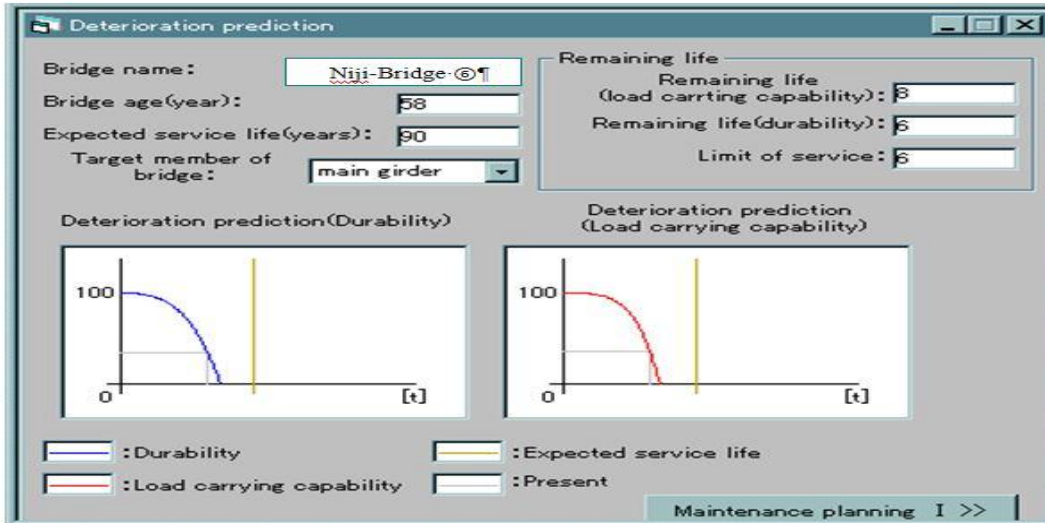 Deterioration prediction
Bridge name:
Niji-Bridge·⑥¶
Bridge age(year):
58
Expected service life(years):
90
Target member of
bridge:
main girder
Remaining life
Remaining life
(load carrting capability):
8
Remaining life(durability):
6
Limit of service:
6
Deterioration prediction(Durability)
100
0
[t]
Deterioration prediction
(Load carrying capability)
100
0
[t]
:Durability
:Expected service life
:Load carrying capability
:Present
Maintenance planning I >>